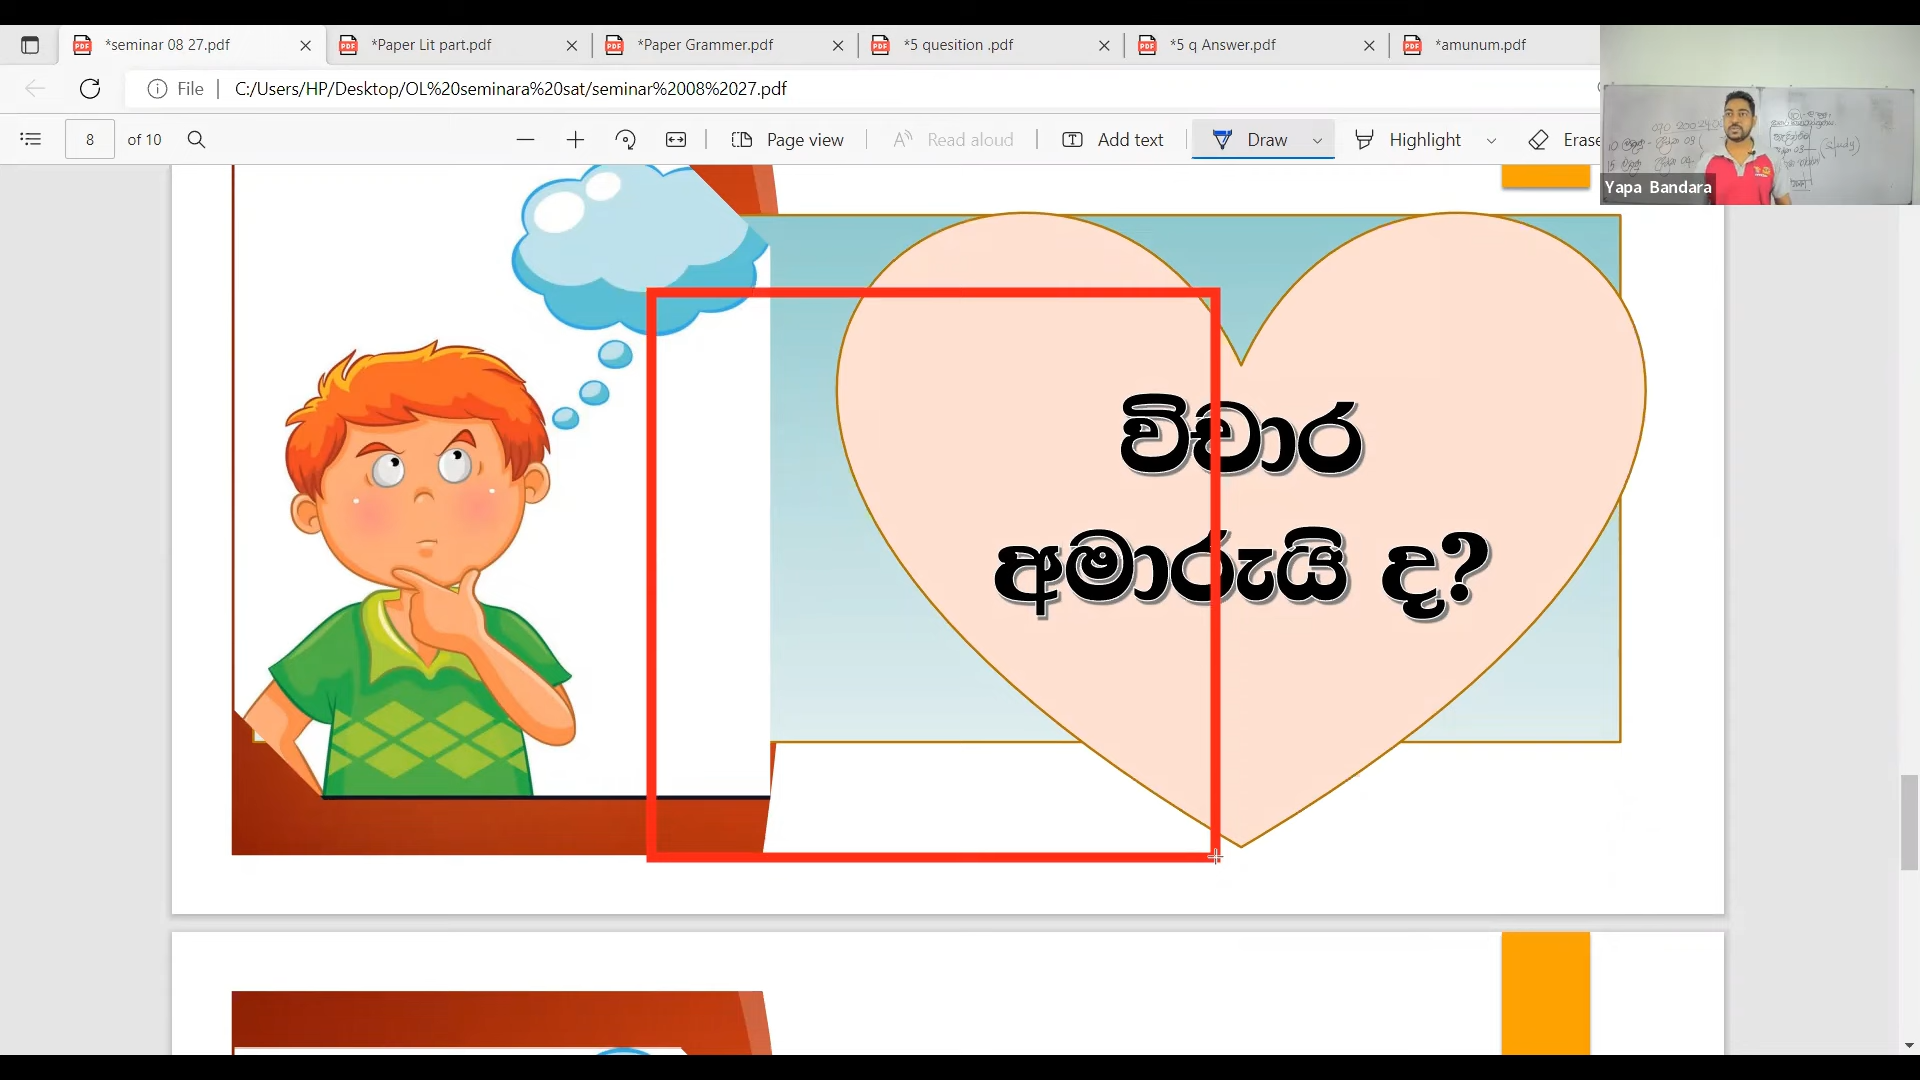 *seminar 08 27.pdf
*Paper Lit part.pdf
*Paper Grammer.pdf
*5 quesition .pdf
*5 q Answer.pdf
*amunum.pdf
File
C:/Users/HP/Desktop/OL%20seminara%20sat/seminar%2008%2027.pdf
8 of 10
Page view
Read aloud
Add text
Draw
Highlight
Erase
Yapa Bandara
විචාර
අමාරුයි ද?